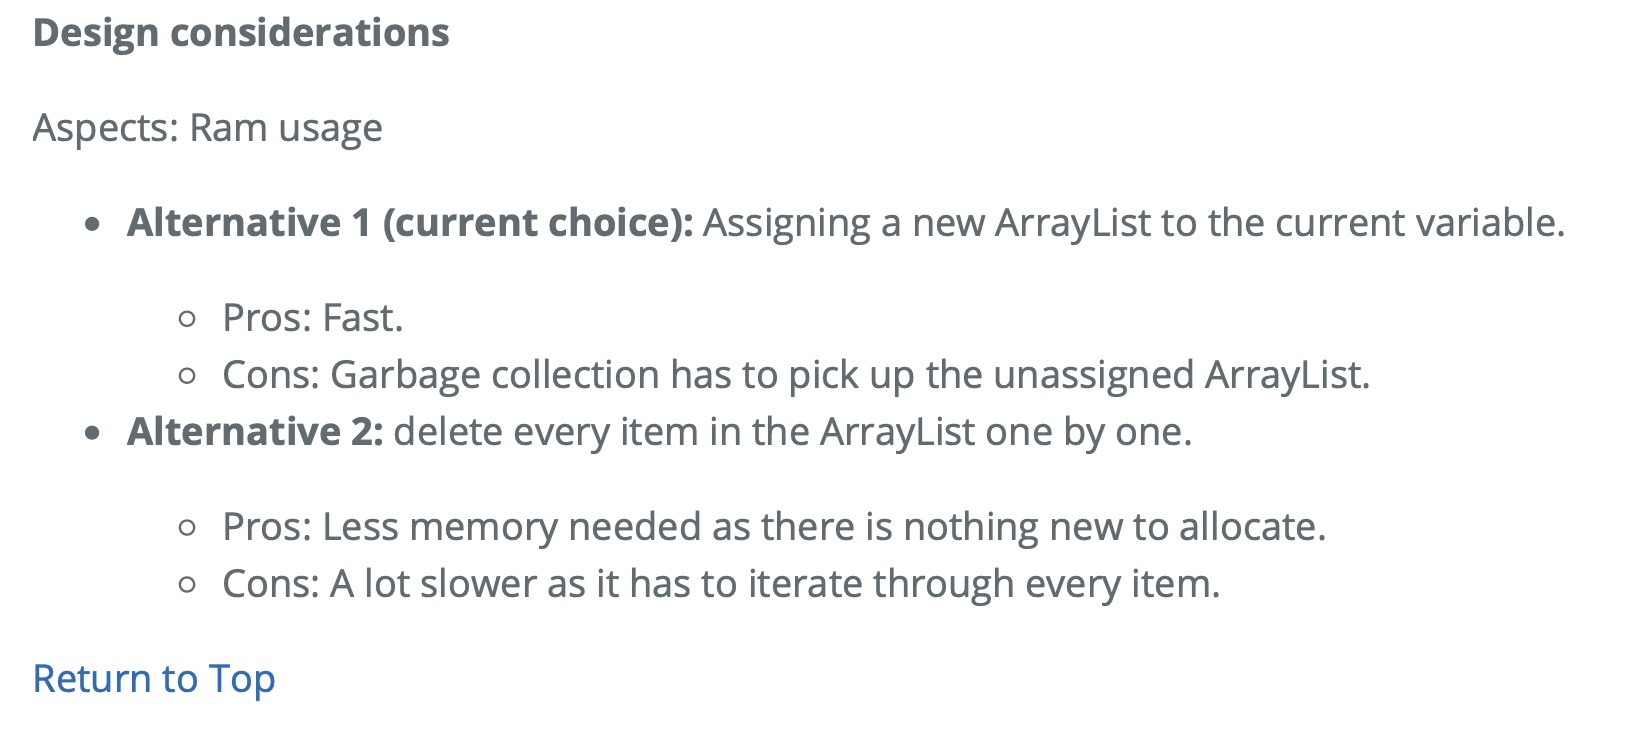 Design considerations
Aspects: Ram usage
Alternative 1 (current choice): Assigning a new ArrayList to the current variable.
Pros: Fast.
Cons: Garbage collection has to pick up the unassigned ArrayList.
Alternative 2: delete every item in the ArrayList one by one.
Pros: Less memory needed as there is nothing new to allocate.
Cons: A lot slower as it has to iterate through every item.
Return to Top